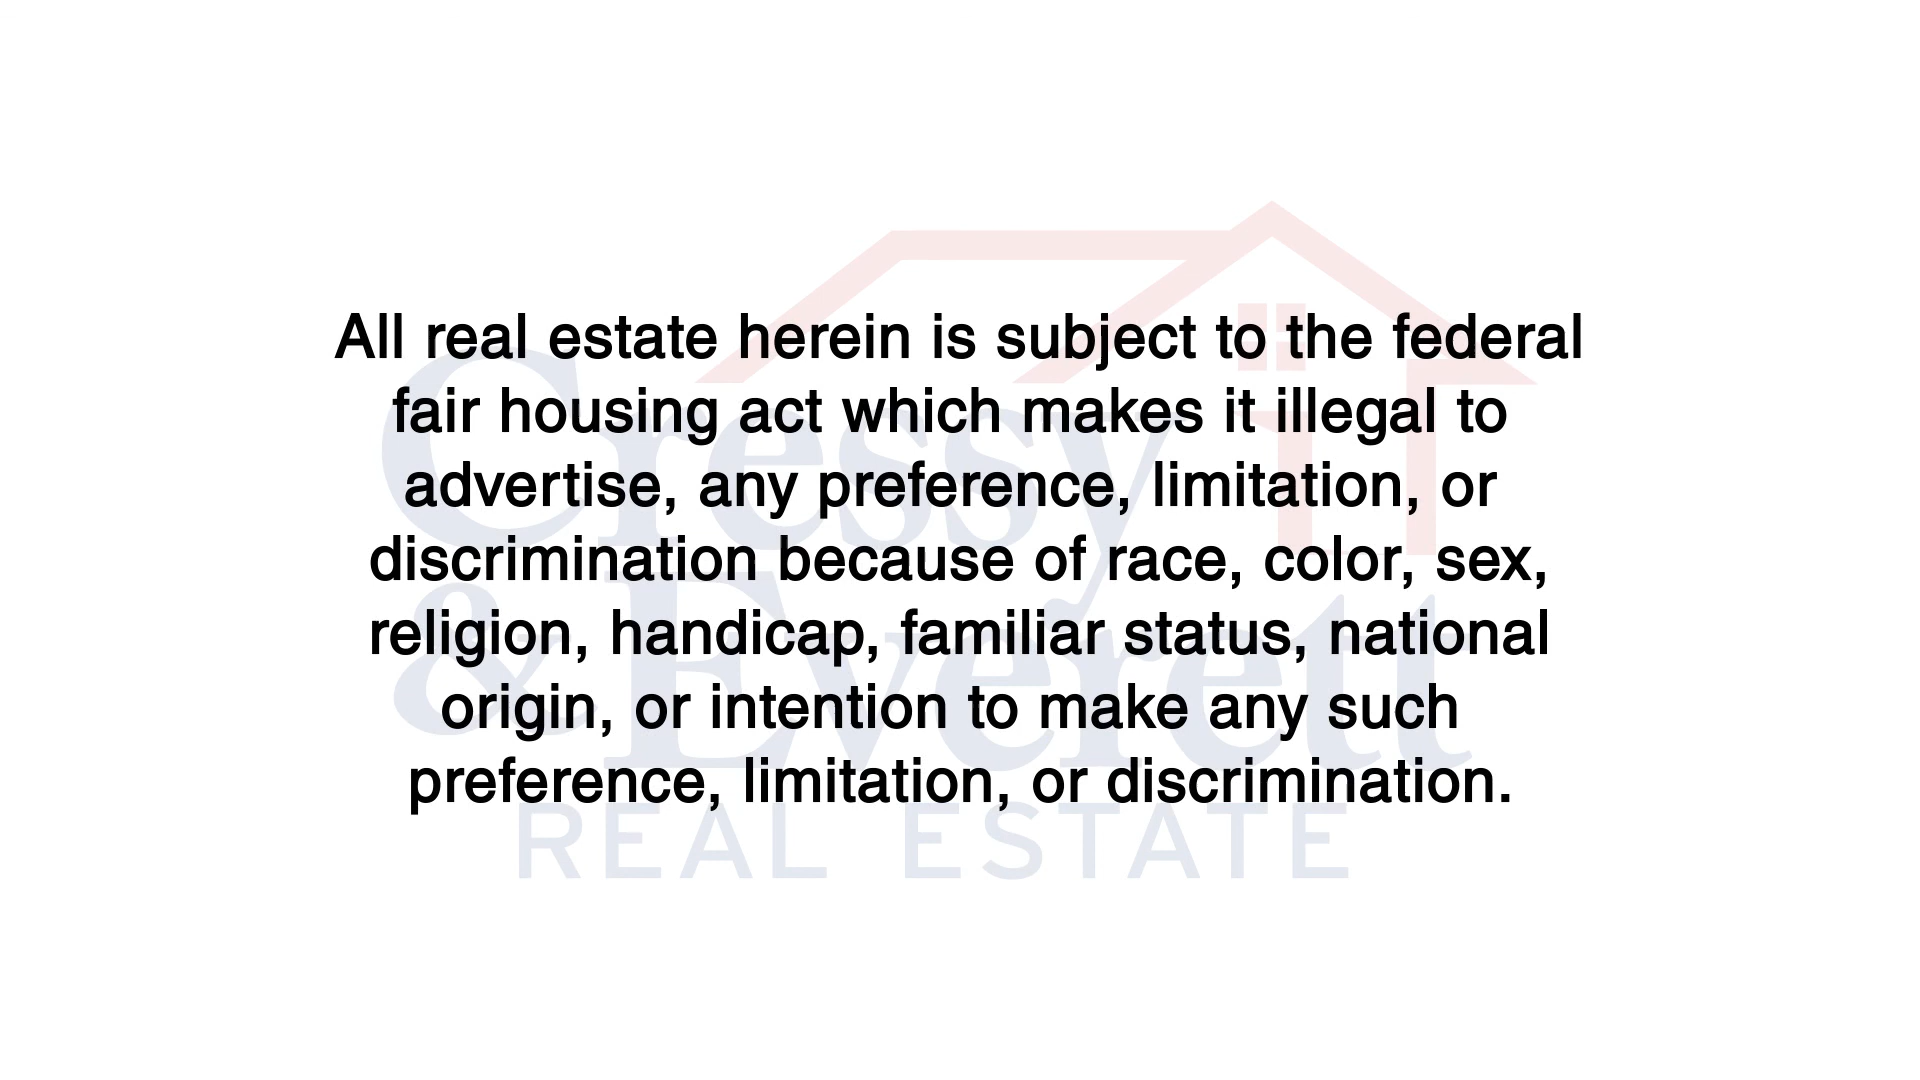 All real estate herein is subject to the federal
fair housing act which makes it illegal to
advertise, any preference, limitation, or
discrimination because of race, color, sex,
religion, handicap, familiar status, national
origin, or intention to make any such
preference, limitation, or discrimination.
Cressy
& Everett
REAL ESTATE